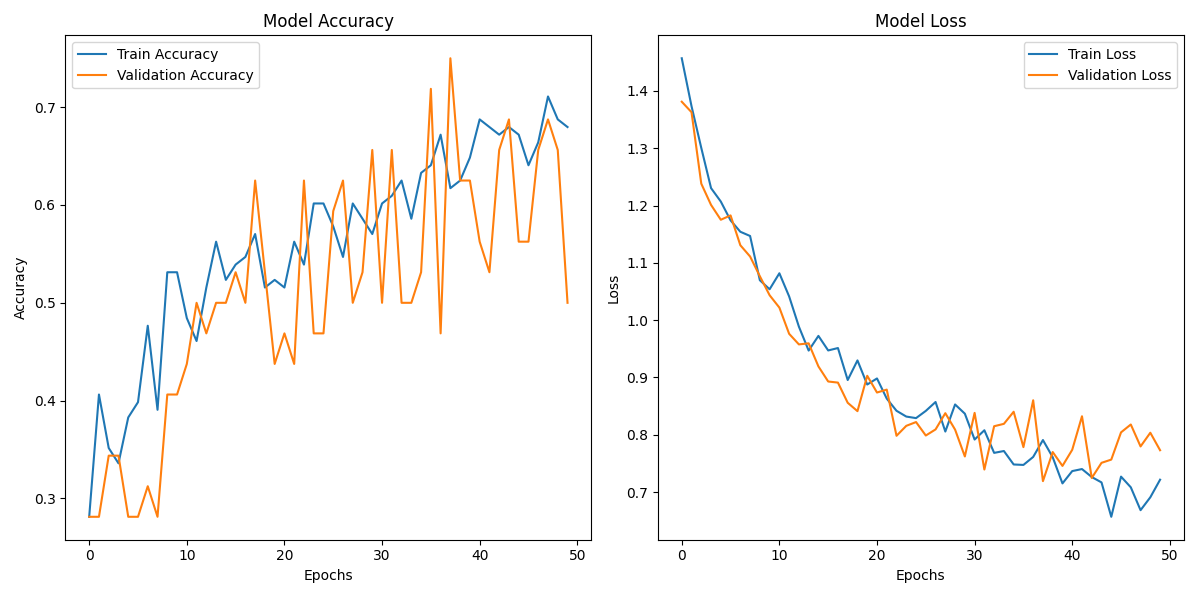 Model Accuracy
Train Accuracy
Validation Accuracy
0.7
0.6
0.5
0.4
0.3
Accuracy
0 10 20 30 40 50
Epochs
Model Loss
Train Loss
Validation Loss
1.4
1.3
1.2
1.1
1.0
0.9
0.8
0.7
Loss
0 10 20 30 40 50
Epochs